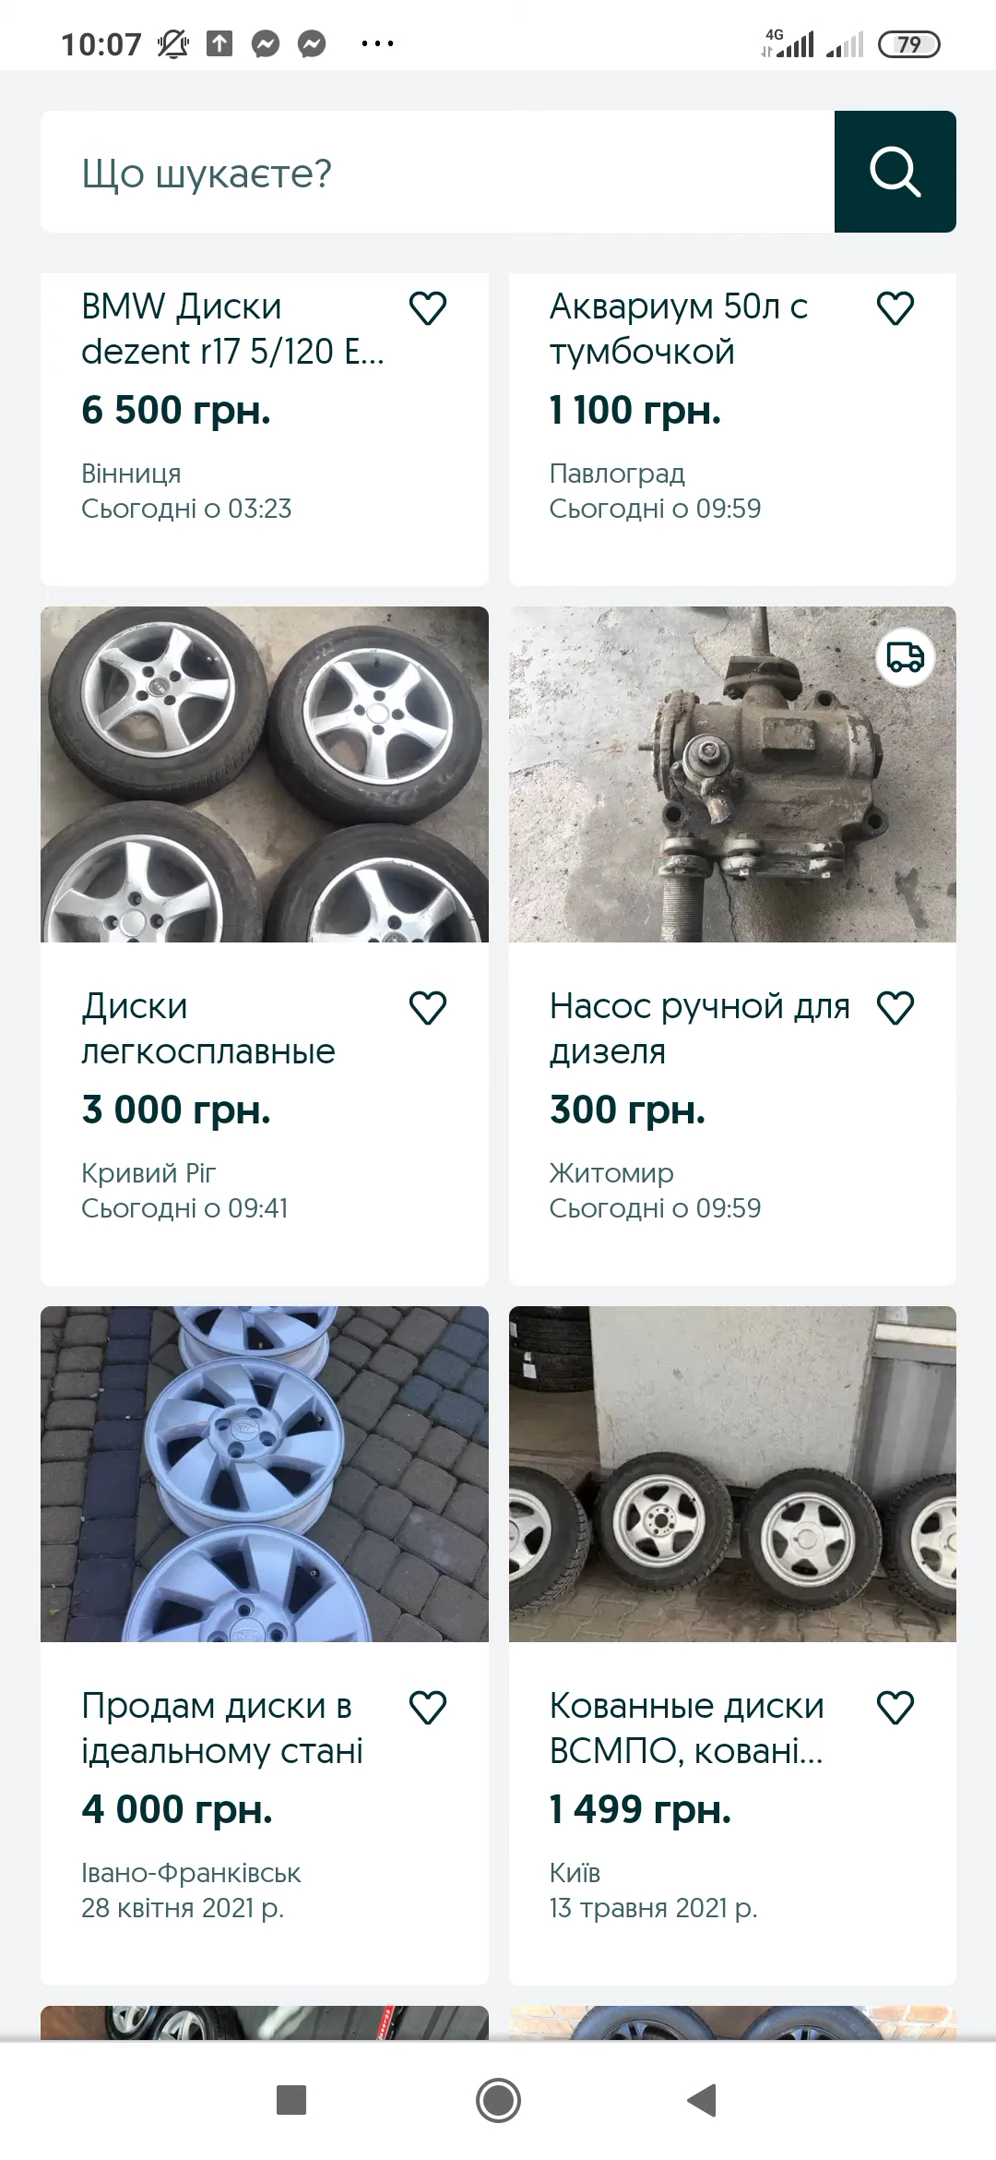 10:07
4G
79
Що шукаєте?
BMW Диски
dezent r17 5/120 E...
6 500 грн.
Вінниця
Сьогодні о 03:23
Аквариум 50л с
тумбочкой
1 100 грн.
Павлоград
Сьогодні о 09:59
Диски
легкосплавные
3 000 грн.
Кривий Ріг
Сьогодні о 09:41
Насос ручной для
дизеля
300 грн.
Житомир
Сьогодні о 09:59
Продам диски в
ідеальному стані
4 000 грн.
Івано-Франківськ
28 квітня 2021 р.
Кованные диски
ВСМПО, ковані...
1 499 грн.
Київ
13 травня 2021 р.